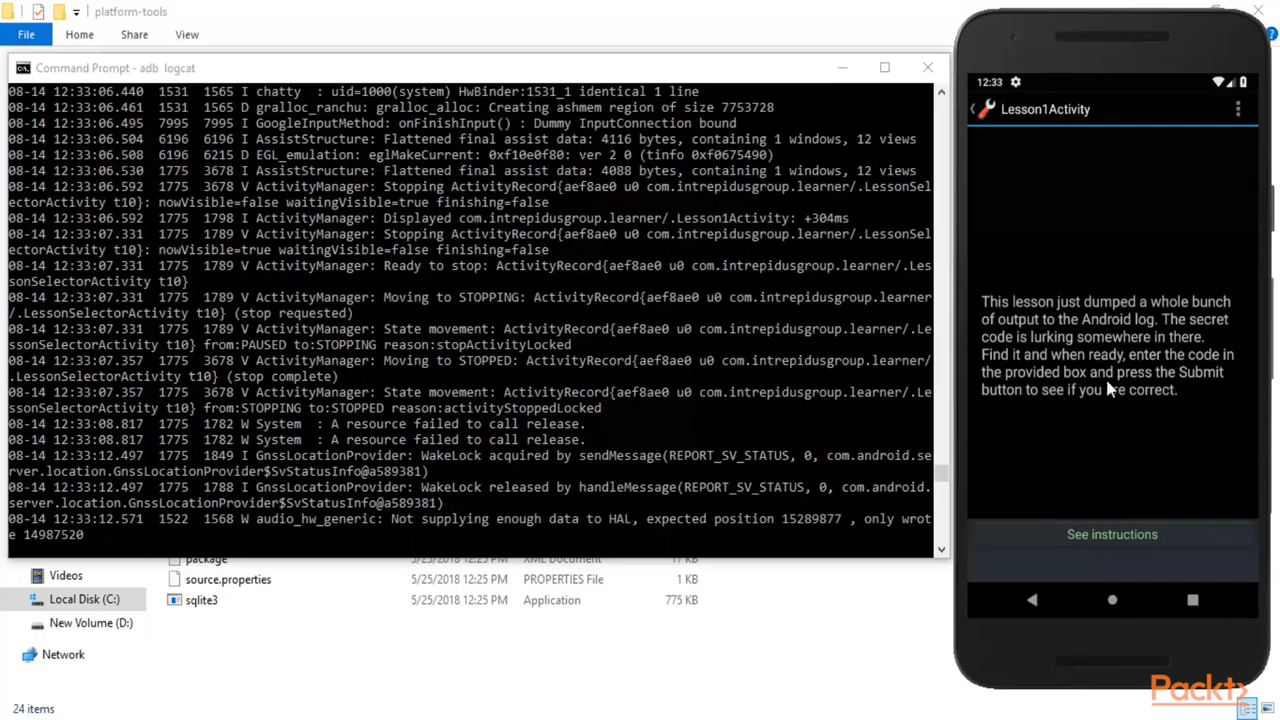 platform-tools
File Home Share View
Command Prompt - adb  logcat
08-14 12:33:06.440  1531  1565 I chatty  : uid=1000(system) HwBinder:1531_1 identical 1 line
08-14 12:33:06.461  1531  1565 D gralloc_ranchu: gralloc_alloc: Creating ashmem region of size 7753728
08-14 12:33:06.495  7995  7995 I GoogleInputMethod: onFinishInput() : Dummy InputConnection bound
08-14 12:33:06.504  6196  6196 I AssistStructure: Flattened final assist data: 4116 bytes, containing 1 windows, 12 views
08-14 12:33:06.508  6196  6215 D EGL_emulation: eglMakeCurrent: 0xf10e0f80: ver 2 0 (tinfo 0xf0675490)
08-14 12:33:06.530  1775  3678 I AssistStructure: Flattened final assist data: 4088 bytes, containing 1 windows, 12 views
08-14 12:33:06.592  1775  3678 V ActivityManager: Stopping ActivityRecord{aef8ae0 u0 com.intrepidusgroup.learner/.LessonSel
ectorActivity t10}: nowVisible=false waitingVisible=true finishing=false
08-14 12:33:06.592  1775  1798 I ActivityManager: Displayed com.intrepidusgroup.learner/.Lesson1Activity: +304ms
08-14 12:33:07.331  1775  1789 V ActivityManager: Stopping ActivityRecord{aef8ae0 u0 com.intrepidusgroup.learner/.LessonSel
ectorActivity t10}: nowVisible=true waitingVisible=false finishing=false
08-14 12:33:07.331  1775  1789 V ActivityManager: Ready to stop: ActivityRecord{aef8ae0 u0 com.intrepidusgroup.learner/.Les
sonSelectorActivity t10}
08-14 12:33:07.331  1775  1789 V ActivityManager: Moving to STOPPING: ActivityRecord{aef8ae0 u0 com.intrepidusgroup.learner
/.LessonSelectorActivity t10} (stop requested)
08-14 12:33:07.331  1775  1789 V ActivityManager: State movement: ActivityRecord{aef8ae0 u0 com.intrepidusgroup.learner/.Le
ssonSelectorActivity t10} from:PAUSED to:STOPPING reason:stopActivityLocked
08-14 12:33:07.357  1775  3678 V ActivityManager: Moving to STOPPED: ActivityRecord{aef8ae0 u0 com.intrepidusgroup.learner/
.LessonSelectorActivity t10} (stop complete)
08-14 12:33:07.357  1775  3678 V ActivityManager: State movement: ActivityRecord{aef8ae0 u0 com.intrepidusgroup.learner/.Le
ssonSelectorActivity t10} from:STOPPING to:STOPPED reason:activityStoppedLocked
08-14 12:33:08.817  1775  1782 W System  : A resource failed to call release.
08-14 12:33:08.817  1775  1782 W System  : A resource failed to call release.
08-14 12:33:12.497  1775  1849 I GnssLocationProvider: WakeLock acquired by sendMessage(REPORT_SV_STATUS, 0, com.android.se
rver.location.GnssLocationProvider$SvStatusInfo@a589381)
08-14 12:33:12.497  1775  1788 I GnssLocationProvider: WakeLock released by handleMessage(REPORT_SV_STATUS, 0, com.android.
server.location.GnssLocationProvider$SvStatusInfo@a589381)
08-14 12:33:12.571  1522  1568 W audio_hw_generic: Not supplying enough data to HAL, expected position 15289877 , only wrot
e 14987520
package 5/25/2018 12:25 PM XML Document 17 KB
Videos
source.properties 5/25/2018 12:25 PM PROPERTIES File 1 KB
Local Disk (C:)
sqlite3 5/25/2018 12:25 PM Application 775 KB
New Volume (D:)
Network
24 items
12:33
Lesson1Activity
This lesson just dumped a whole bunch
of output to the Android log. The secret
code is lurking somewhere in there.
Find it and when ready, enter the code in
the provided box and press the Submit
button to see if you are correct.
See instructions
Packt